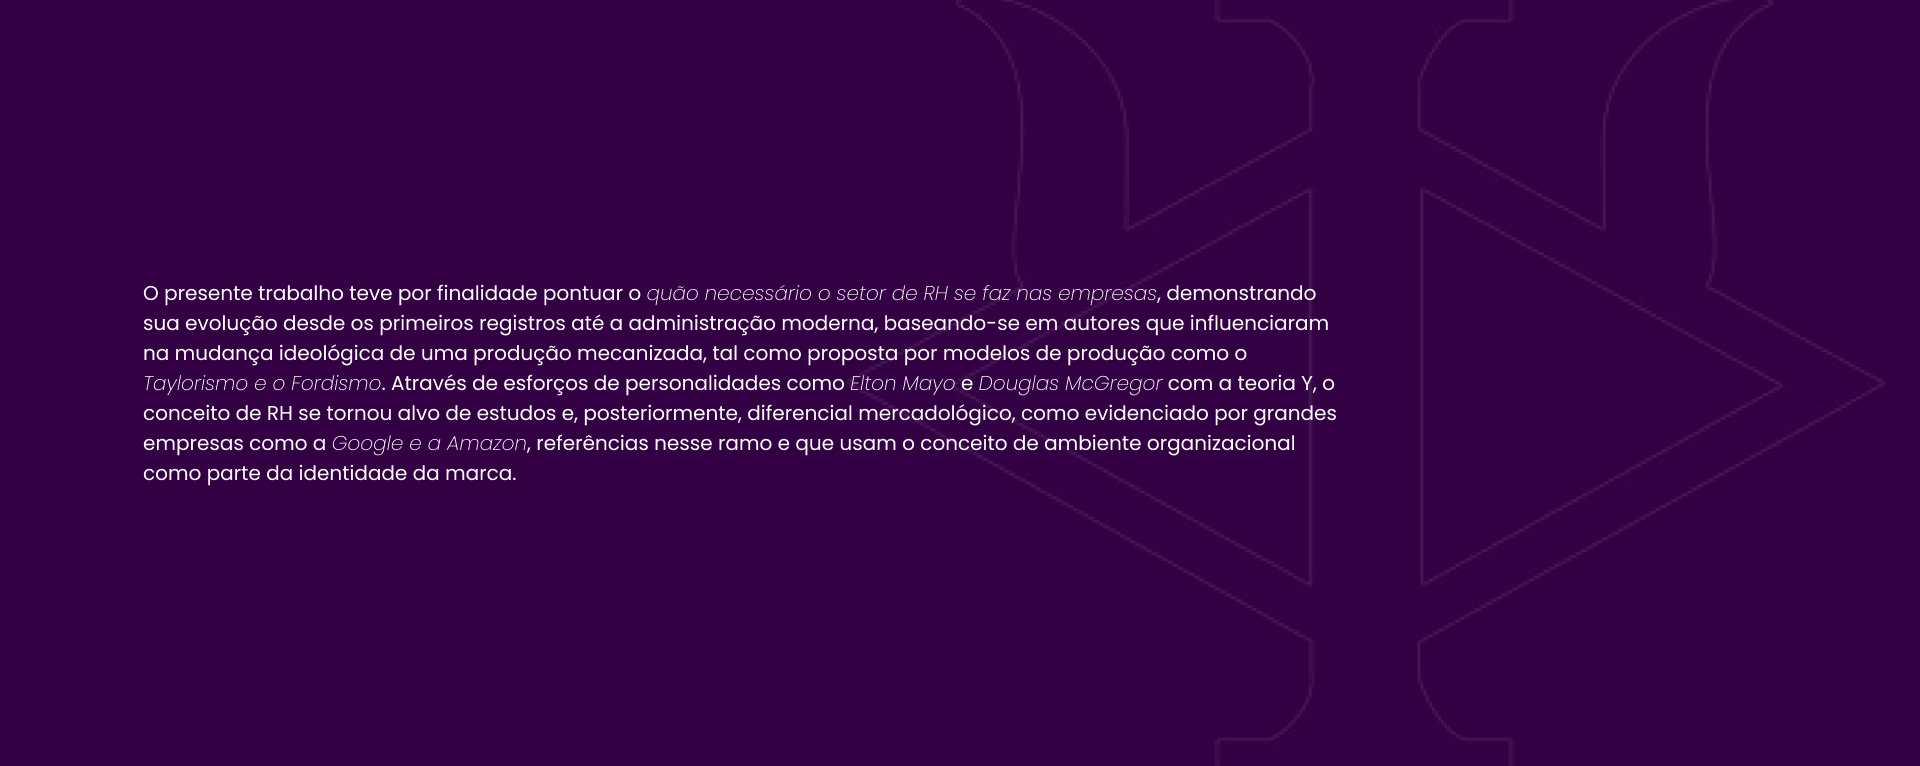 O presente trabalho teve por finalidade pontuar o quão necessário o setor de RH se faz nas empresas, demonstrando
sua evolução desde os primeiros registros até a administração moderna, baseando-se em autores que influenciaram
na mudança ideológica de uma produção mecanizada, tal como proposta por modelos de produção como o
Taylorismo e o Fordismo. Através de esforços de personalidades como Elton Mayo e Douglas McGregor com a teoria Y, o
conceito de RH se tornou alvo de estudos e, posteriormente, diferencial mercadológico, como evidenciado por grandes
empresas como a Google e a Amazon, referências nesse ramo e que usam o conceito de ambiente organizacional
como parte da identidade da marca.